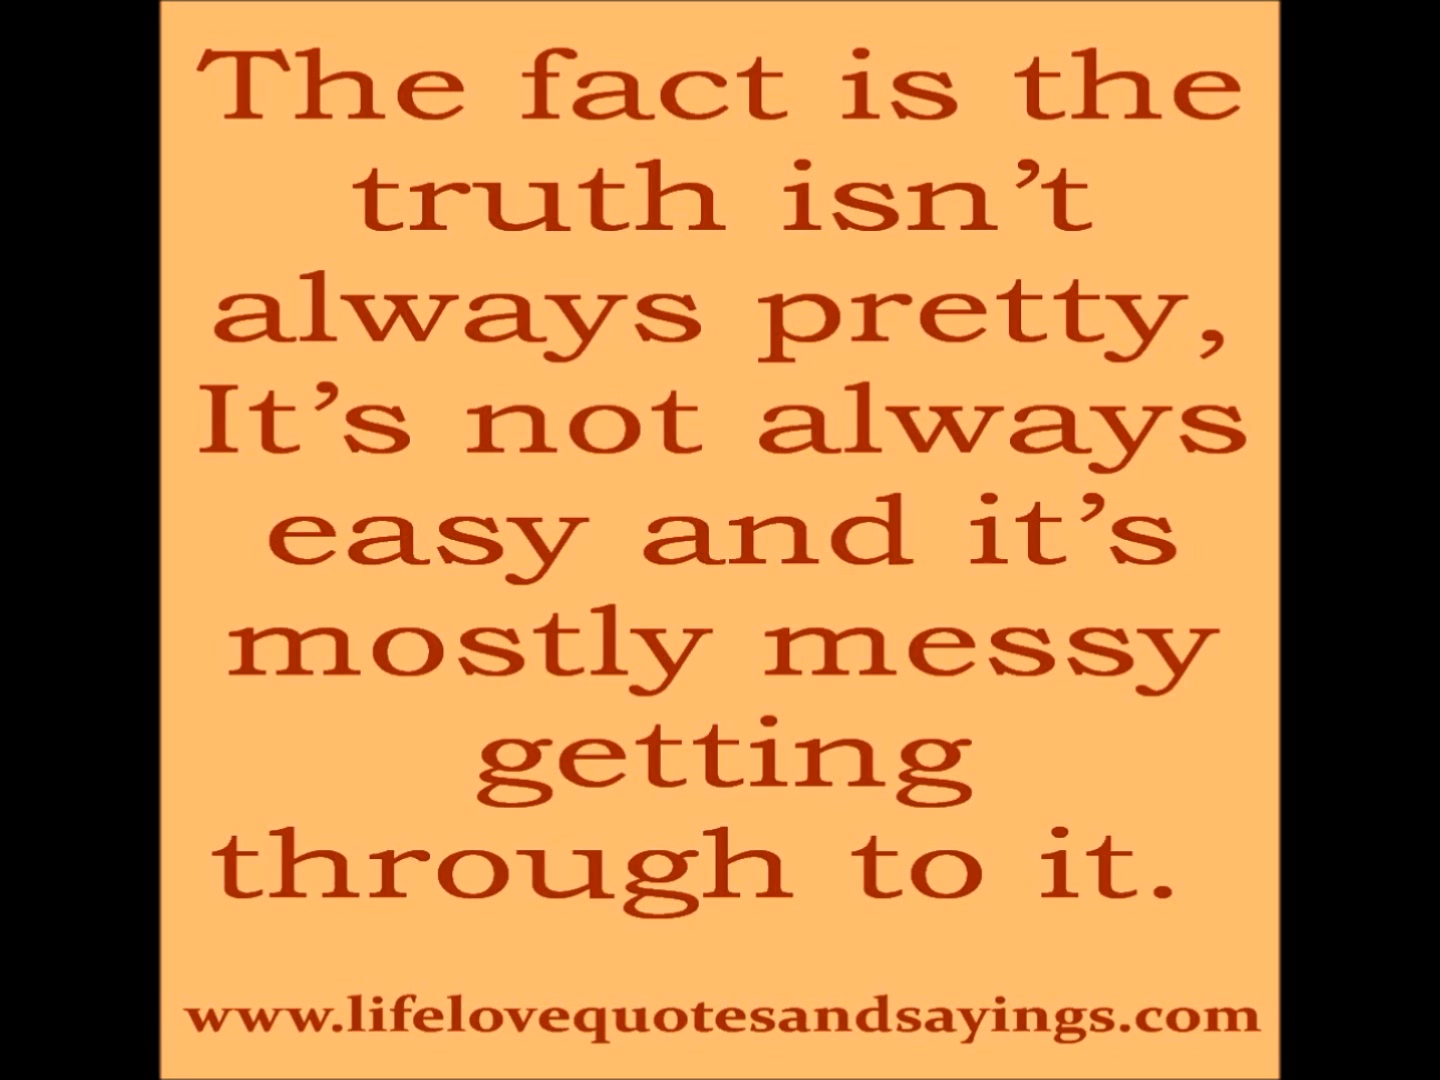 The fact is the
truth isn’t
always pretty,
It’s not always
easy and it’s
mostly messy
getting
through to it.
www.lifelovequotesandsayings.com